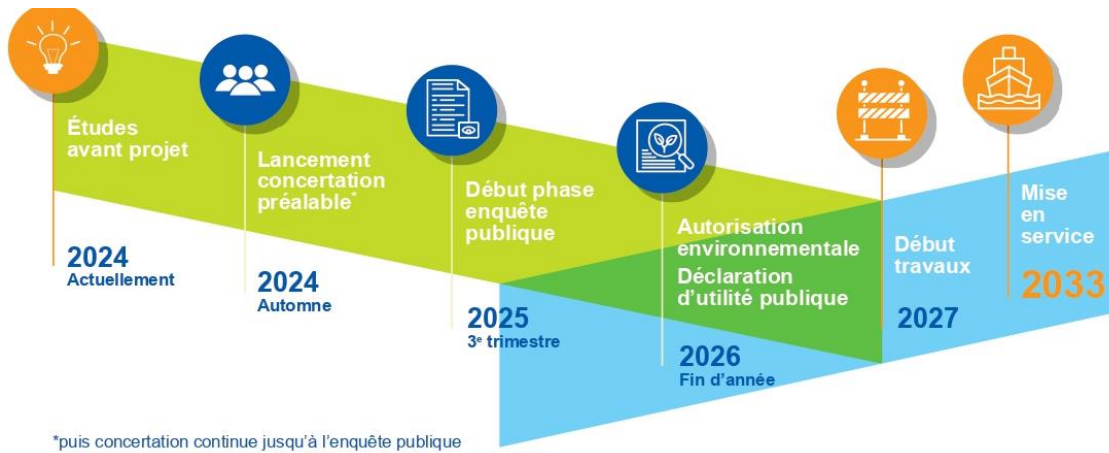 Études
avant projet
2024
Actuellement
Lancement
concertation
préalable*
2024
Automne
Début phase
enquête
publique
2025
3e trimestre
Autorisation
environnementale
Déclaration
d'utilité publique
2026
Fin d'année
Début
travaux
2027
Mise
en
service
2033
*puis concertation continue jusqu'à l'enquête publique